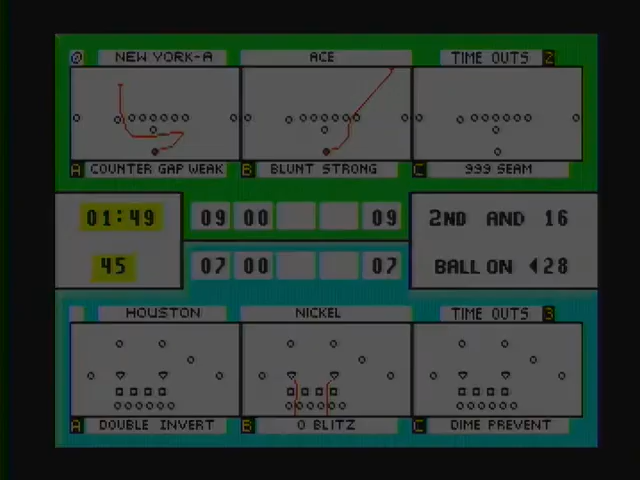 @ NEW YORK-A ACE TIME OUTS 2
A COUNTER GAP WEAK B BLUNT STRONG C 999 SEAM
01:49 09 00 09 2ND AND 16
45 07 00 07 BALL ON ◀28
HOUSTON NICKEL TIME OUTS 3
A DOUBLE INVERT B 0 BLITZ C DIME PREVENT